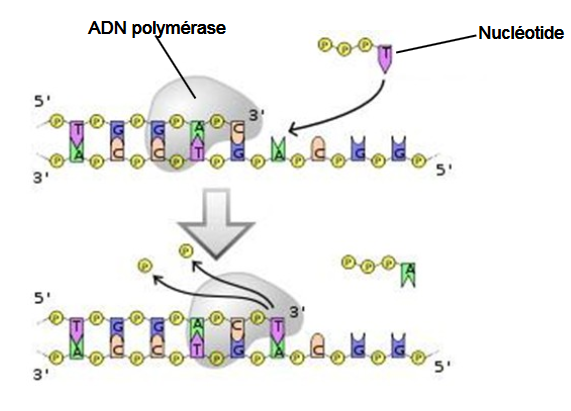 ADN polymérase
Nucléotide
P P P T
5' 3'
P T P G P G P A P C
P A P C P C P T P G P A P C P G P G P
3' 5'
P P
P P P A
5' 3'
P T P G P G P A P C P T
P A P C P C P T P G P A P C P G P G P
3' 5'